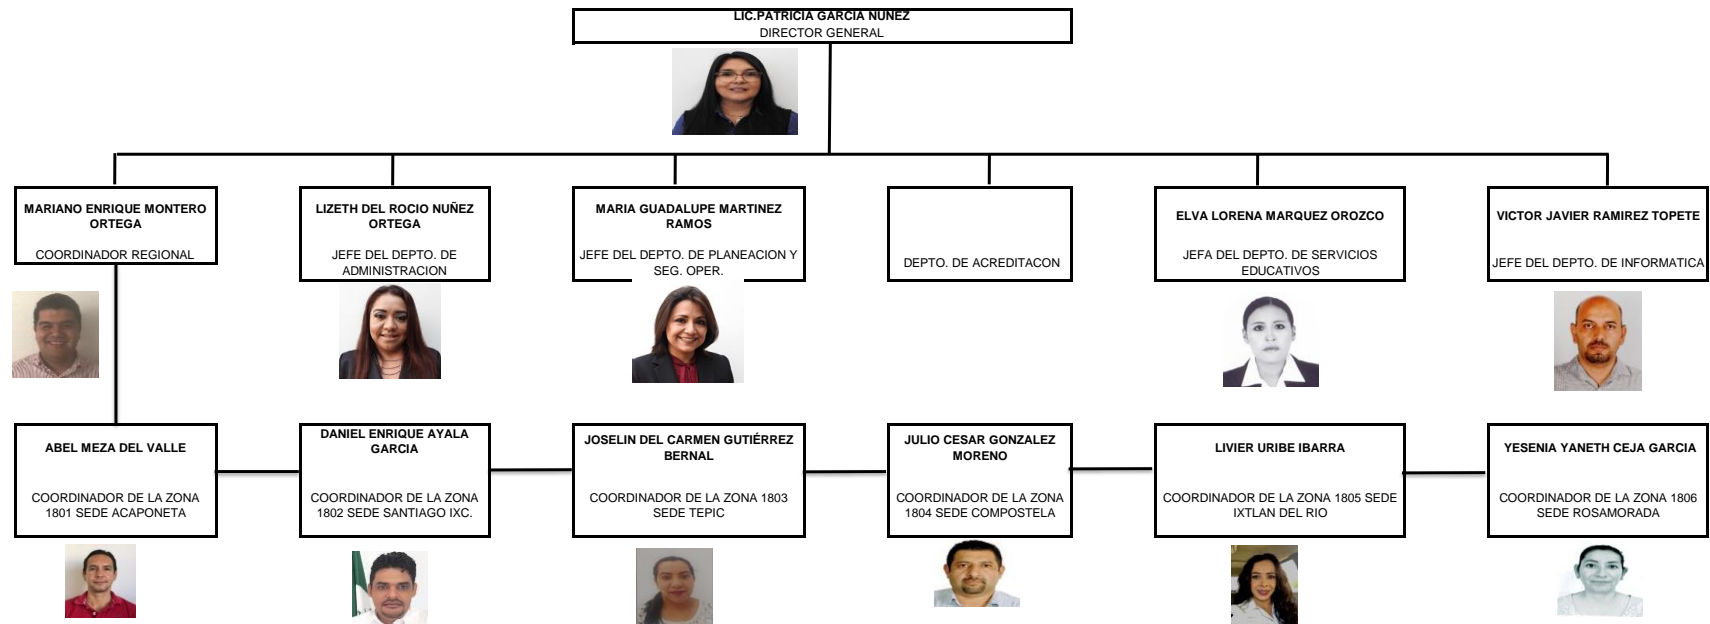 LIC.PATRICIA GARCIA NUÑEZ
DIRECTOR GENERAL
MARIANO ENRIQUE MONTERO
ORTEGA
COORDINADOR REGIONAL
LIZETH DEL ROCIO NUÑEZ
ORTEGA
JEFE DEL DEPTO. DE
ADMINISTRACION
MARIA GUADALUPE MARTINEZ
RAMOS
JEFE DEL DEPTO. DE PLANEACION Y
SEG. OPER.
DEPTO. DE ACREDITACON
ELVA LORENA MARQUEZ OROZCO
JEFA DEL DEPTO. DE SERVICIOS
EDUCATIVOS
VICTOR JAVIER RAMIREZ TOPETE
JEFE DEL DEPTO. DE INFORMATICA
ABEL MEZA DEL VALLE
COORDINADOR DE LA ZONA
1801 SEDE ACAPONETA
DANIEL ENRIQUE AYALA
GARCIA
COORDINADOR DE LA ZONA
1802 SEDE SANTIAGO IXC.
JOSELIN DEL CARMEN GUTIÉRREZ
BERNAL
COORDINADOR DE LA ZONA 1803
SEDE TEPIC
JULIO CESAR GONZALEZ
MORENO
COORDINADOR DE LA ZONA
1804 SEDE COMPOSTELA
LIVIER URIBE IBARRA
COORDINADOR DE LA ZONA 1805 SEDE
IXTLAN DEL RIO
YESENIA YANETH CEJA GARCIA
COORDINADOR DE LA ZONA 1806
SEDE ROSAMORADA